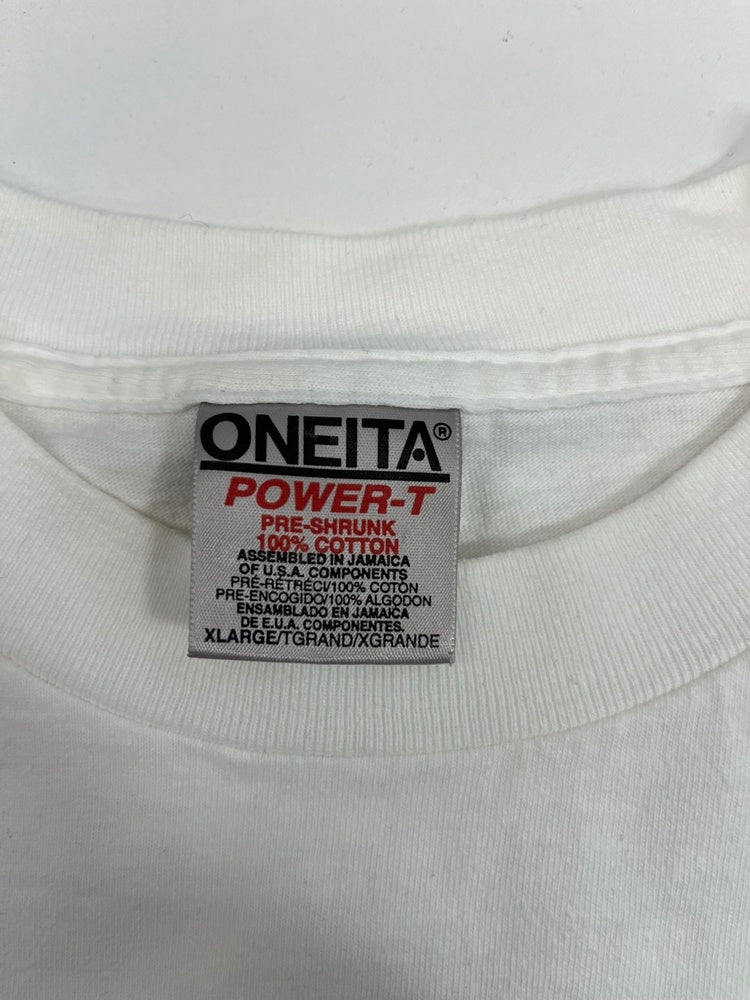 ONEITA®
POWER-T
PRE-SHRUNK
100% COTTON
ASSEMBLED IN JAMAICA
OF U.S.A. COMPONENTS
PRÉ-RÉTRÉCI/100% COTON
PRE-ENCOGIDO/100% ALGODON
ENSAMBLADO EN JAMAICA
DE E.U.A. COMPONENTES.
XLARGE/TGRAND/XGRANDE